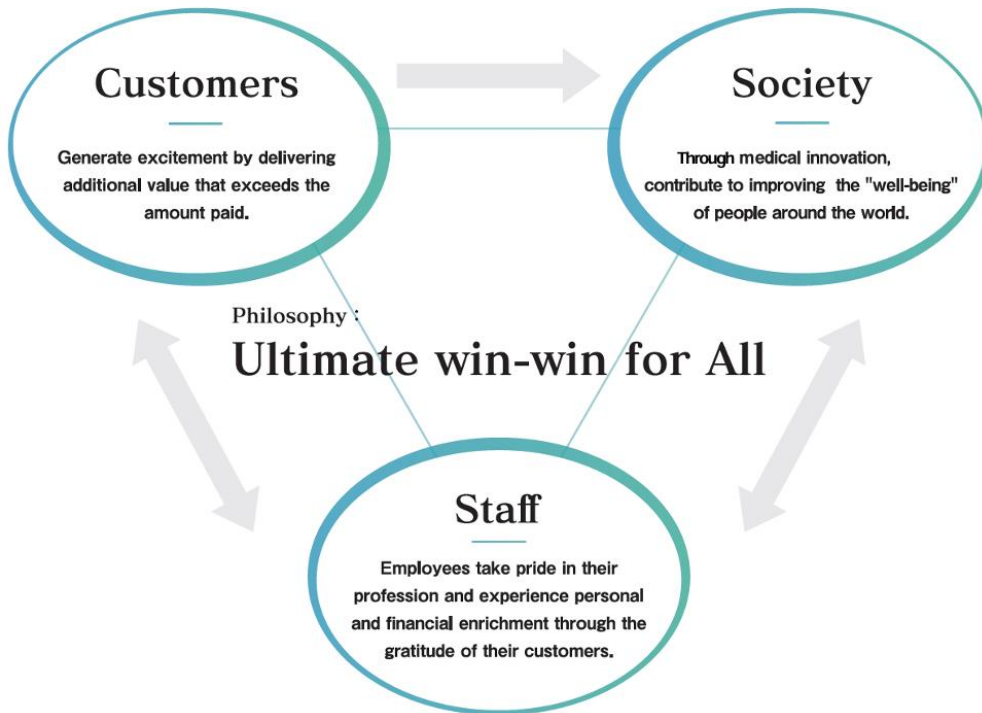 Customers
Generate excitement by delivering
additional value that exceeds the
amount paid.
Society
Through medical innovation,
contribute to improving the "well-being"
of people around the world.
Philosophy :
Ultimate win-win for All
Staff
Employees take pride in their
profession and experience personal
and financial enrichment through the
gratitude of their customers.